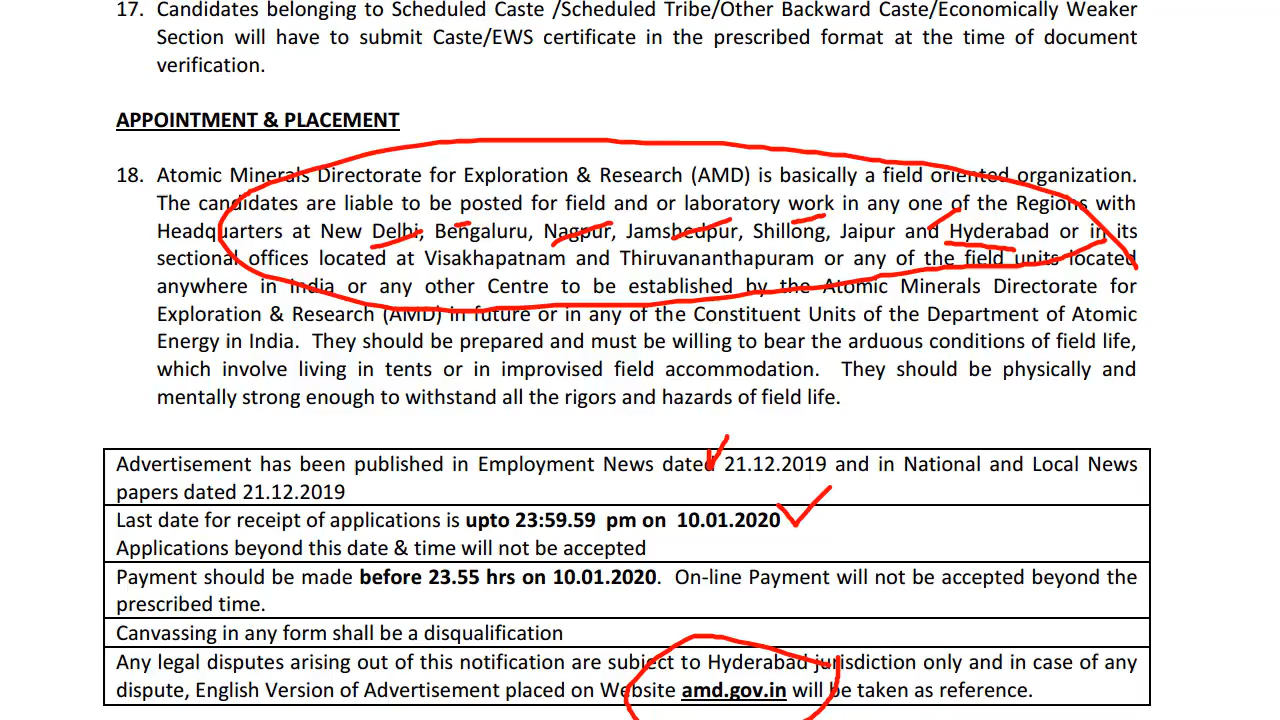 17. Candidates belonging to Scheduled Caste /Scheduled Tribe/Other Backward Caste/Economically Weaker
Section will have to submit Caste/EWS certificate in the prescribed format at the time of document
verification.
APPOINTMENT & PLACEMENT
18. Atomic Minerals Directorate for Exploration & Research (AMD) is basically a field oriented organization.
The candidates are liable to be posted for field and or laboratory work in any one of the Regions with
Headquarters at New Delhi, Bengaluru, Nagpur, Jamshedpur, Shillong, Jaipur and Hyderabad or in its
sectional offices located at Visakhapatnam and Thiruvananthapuram or any of the field units located
anywhere in India or any other Centre to be established by the Atomic Minerals Directorate for
Exploration & Research (AMD) in future or in any of the Constituent Units of the Department of Atomic
Energy in India. They should be prepared and must be willing to bear the arduous conditions of field life,
which involve living in tents or in improvised field accommodation. They should be physically and
mentally strong enough to withstand all the rigors and hazards of field life.
Advertisement has been published in Employment News dated 21.12.2019 and in National and Local News
papers dated 21.12.2019
Last date for receipt of applications is upto 23:59.59 pm on 10.01.2020
Applications beyond this date & time will not be accepted
Payment should be made before 23.55 hrs on 10.01.2020. On-line Payment will not be accepted beyond the
prescribed time.
Canvassing in any form shall be a disqualification
Any legal disputes arising out of this notification are subject to Hyderabad jurisdiction only and in case of any
dispute, English Version of Advertisement placed on Website amd.gov.in will be taken as reference.